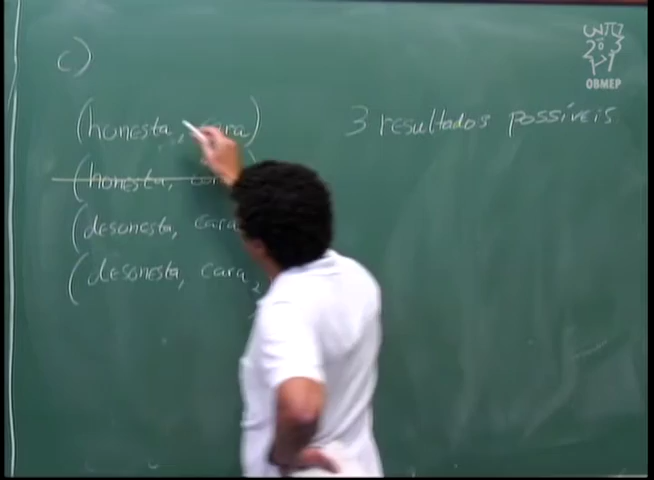 c)
(honesta, cara)
3 resultados possíveis
(honesta,
(desonesta, cara
(desonesta, cara,
OBMEP